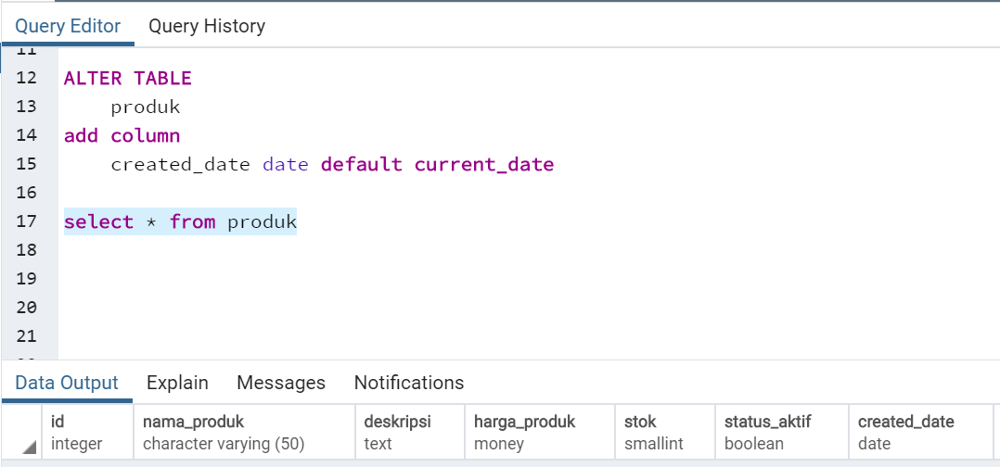 Query Editor Query History
11
12 ALTER TABLE
13 produk
14 add column
15 created_date date default current_date
16
17 select * from produk
18
19
20
21
Data Output Explain Messages Notifications
id nama_produk deskripsi harga_produk stok status_aktif created_date
integer character varying (50) text money smallint boolean date